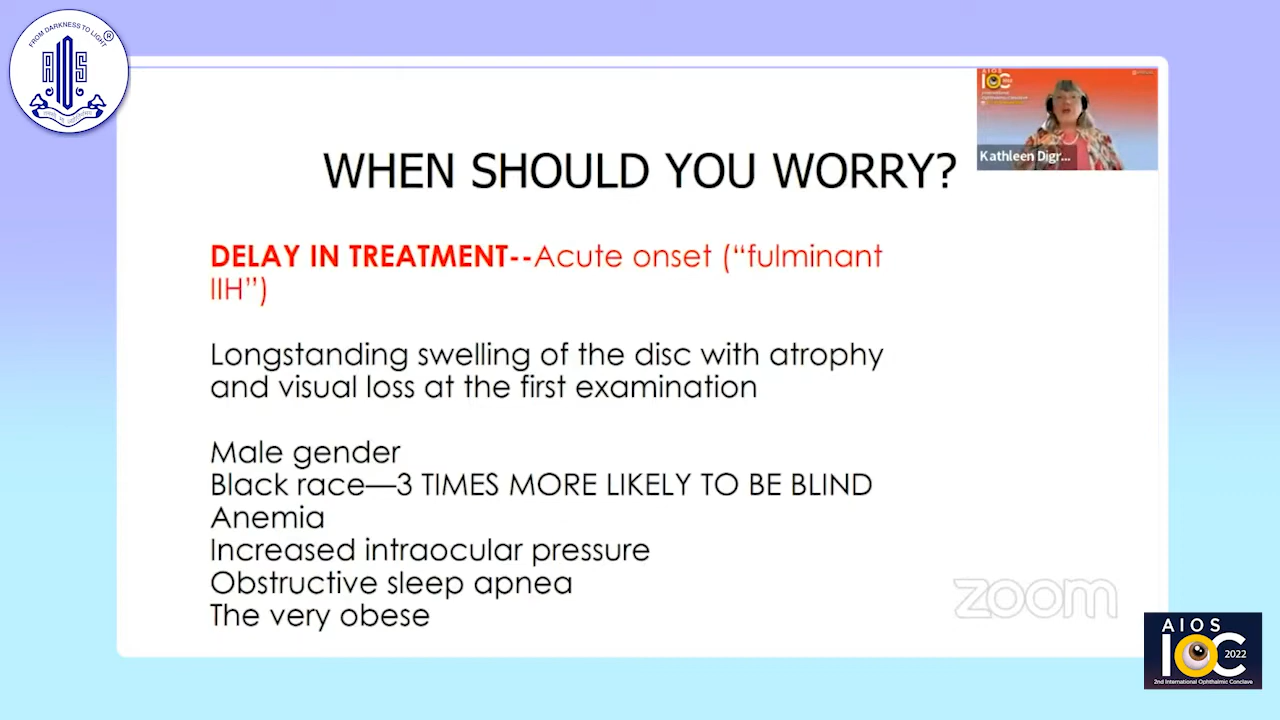 FROM DARKNESS TO LIGHT
AIOS
AIOS
IOC
Kathleen Digr...
WHEN SHOULD YOU WORRY?
DELAY IN TREATMENT--Acute onset (“fulminant
IIH”)
Longstanding swelling of the disc with atrophy
and visual loss at the first examination
Male gender
Black race—3 TIMES MORE LIKELY TO BE BLIND
Anemia
Increased intraocular pressure
Obstructive sleep apnea
The very obese
zoom
AIOS
IOC
2022
2nd International Ophthalmic Conclave